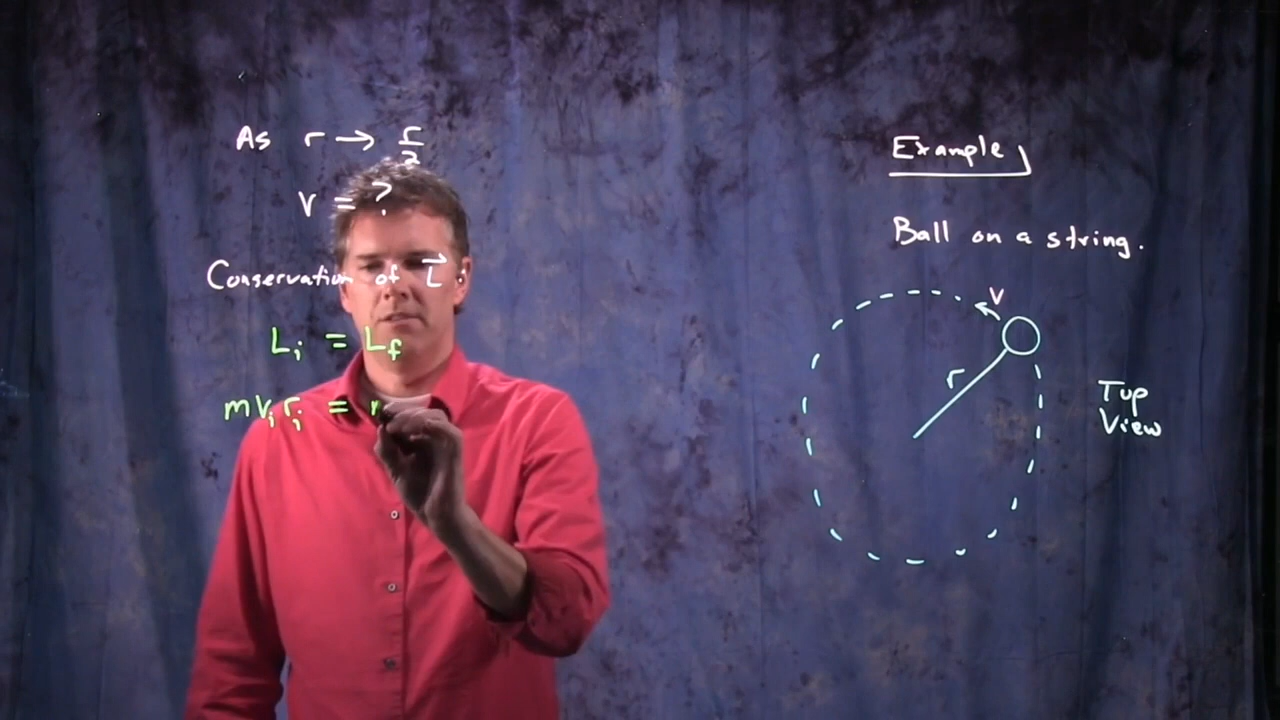 As r → r/2
v = ?
Conservation of L⃗
Lᵢ = L_f
mvᵢrᵢ = m
Example
Ball on a string.
v
r
Top
View